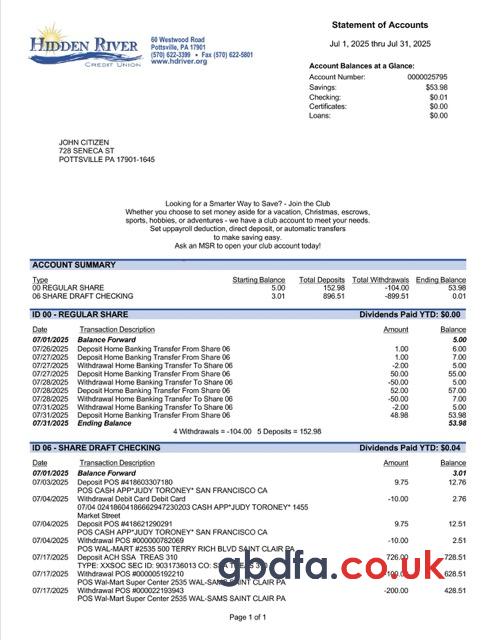 HIDDEN RIVER
CREDIT UNION
60 Westwood Road
Pottsville, PA 17901
(570) 622-3399 • Fax (570) 622-5801
www.hdriver.org
Statement of Accounts
Jul 1, 2025 thru Jul 31, 2025
Account Balances at a Glance:
Account Number: 0000025795
Savings: $53.98
Checking: $0.01
Certificates: $0.00
Loans: $0.00
JOHN CITIZEN
728 SENECA ST
POTTSVILLE PA 17901-1645
Looking for a Smarter Way to Save? - Join the Club
Whether you choose to set money aside for a vacation, Christmas, escrows,
sports, hobbies, or adventures - we have a club account to meet your needs.
Set uppayroll deduction, direct deposit, or automatic transfers
to make saving easy.
Ask an MSR to open your club account today!
ACCOUNT SUMMARY
Type Starting Balance Total Deposits Total Withdrawals Ending Balance
00 REGULAR SHARE 5.00 152.98 -104.00 53.98
06 SHARE DRAFT CHECKING 3.01 896.51 -899.51 0.01
ID 00 - REGULAR SHARE Dividends Paid YTD: $0.00
Date Transaction Description Amount Balance
07/01/2025 Balance Forward 5.00
07/26/2025 Deposit Home Banking Transfer From Share 06 1.00 6.00
07/27/2025 Deposit Home Banking Transfer From Share 06 1.00 7.00
07/27/2025 Withdrawal Home Banking Transfer To Share 06 -2.00 5.00
07/27/2025 Deposit Home Banking Transfer From Share 06 50.00 55.00
07/28/2025 Withdrawal Home Banking Transfer To Share 06 -50.00 5.00
07/28/2025 Deposit Home Banking Transfer From Share 06 52.00 57.00
07/28/2025 Withdrawal Home Banking Transfer To Share 06 -50.00 7.00
07/31/2025 Withdrawal Home Banking Transfer To Share 06 -2.00 5.00
07/31/2025 Deposit Home Banking Transfer From Share 06 48.98 53.98
07/31/2025 Ending Balance 53.98
4 Withdrawals = -104.00 5 Deposits = 152.98
ID 06 - SHARE DRAFT CHECKING Dividends Paid YTD: $0.04
Date Transaction Description Amount Balance
07/01/2025 Balance Forward 3.01
07/03/2025 Deposit POS #418603307180 9.75 12.76
POS CASH APP*JUDY TORONEY* SAN FRANCISCO CA
07/04/2025 Withdrawal Debit Card Debit Card -10.00 2.76
07/04 02418604186662947230203 CASH APP*JUDY TORONEY* 1455
Market Street
07/04/2025 Deposit POS #418621290291 9.75 12.51
POS CASH APP*JUDY TORONEY* SAN FRANCISCO CA
07/04/2025 Withdrawal POS #000000782069 -10.00 2.51
POS WAL-MART #2535 500 TERRY RICH BLVD SAINT CLAIR PA
07/17/2025 Deposit ACH SSA TREAS 310 726.00 728.51
TYPE: XXSOC SEC ID: 9031736013 CO: SSA TREAS 310
07/17/2025 Withdrawal POS #000005192210 -100.00 628.51
POS Wal-Mart Super Center 2535 WAL-SAMS SAINT CLAIR PA
07/17/2025 Withdrawal POS #000022193943 -200.00 428.51
POS Wal-Mart Super Center 2535 WAL-SAMS SAINT CLAIR PA
gbdfa.co.uk
Page 1 of 1